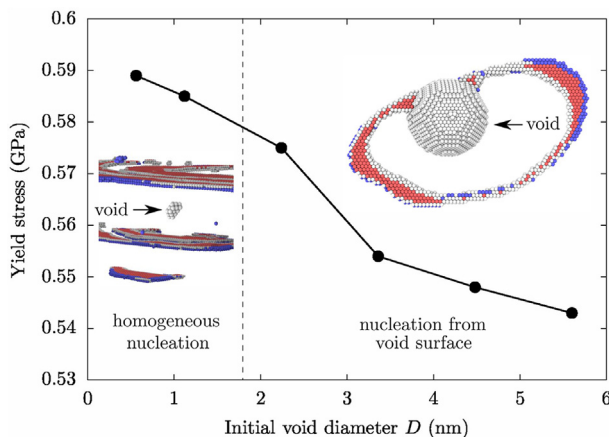 0.6
0.59
0.58
0.57
0.56
0.55
0.54
0.53
Yield stress (GPa)
void
void
homogeneous
nucleation
nucleation from
void surface
0 1 2 3 4 5 6
Initial void diameter D (nm)